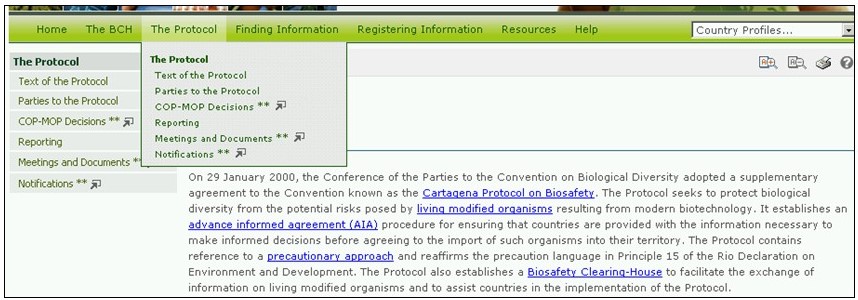 Home The BCH The Protocol Finding Information Registering Information Resources Help Country Profiles...
The Protocol
Text of the Protocol
Parties to the Protocol
COP-MOP Decisions **
Reporting
Meetings and Documents **
Notifications **
The Protocol
Text of the Protocol
Parties to the Protocol
COP-MOP Decisions **
Reporting
Meetings and Documents **
Notifications **
On 29 January 2000, the Conference of the Parties to the Convention on Biological Diversity adopted a supplementary
agreement to the Convention known as the Cartagena Protocol on Biosafety. The Protocol seeks to protect biological
diversity from the potential risks posed by living modified organisms resulting from modern biotechnology. It establishes an
advance informed agreement (AIA) procedure for ensuring that countries are provided with the information necessary to
make informed decisions before agreeing to the import of such organisms into their territory. The Protocol contains
reference to a precautionary approach and reaffirms the precaution language in Principle 15 of the Rio Declaration on
Environment and Development. The Protocol also establishes a Biosafety Clearing-House to facilitate the exchange of
information on living modified organisms and to assist countries in the implementation of the Protocol.